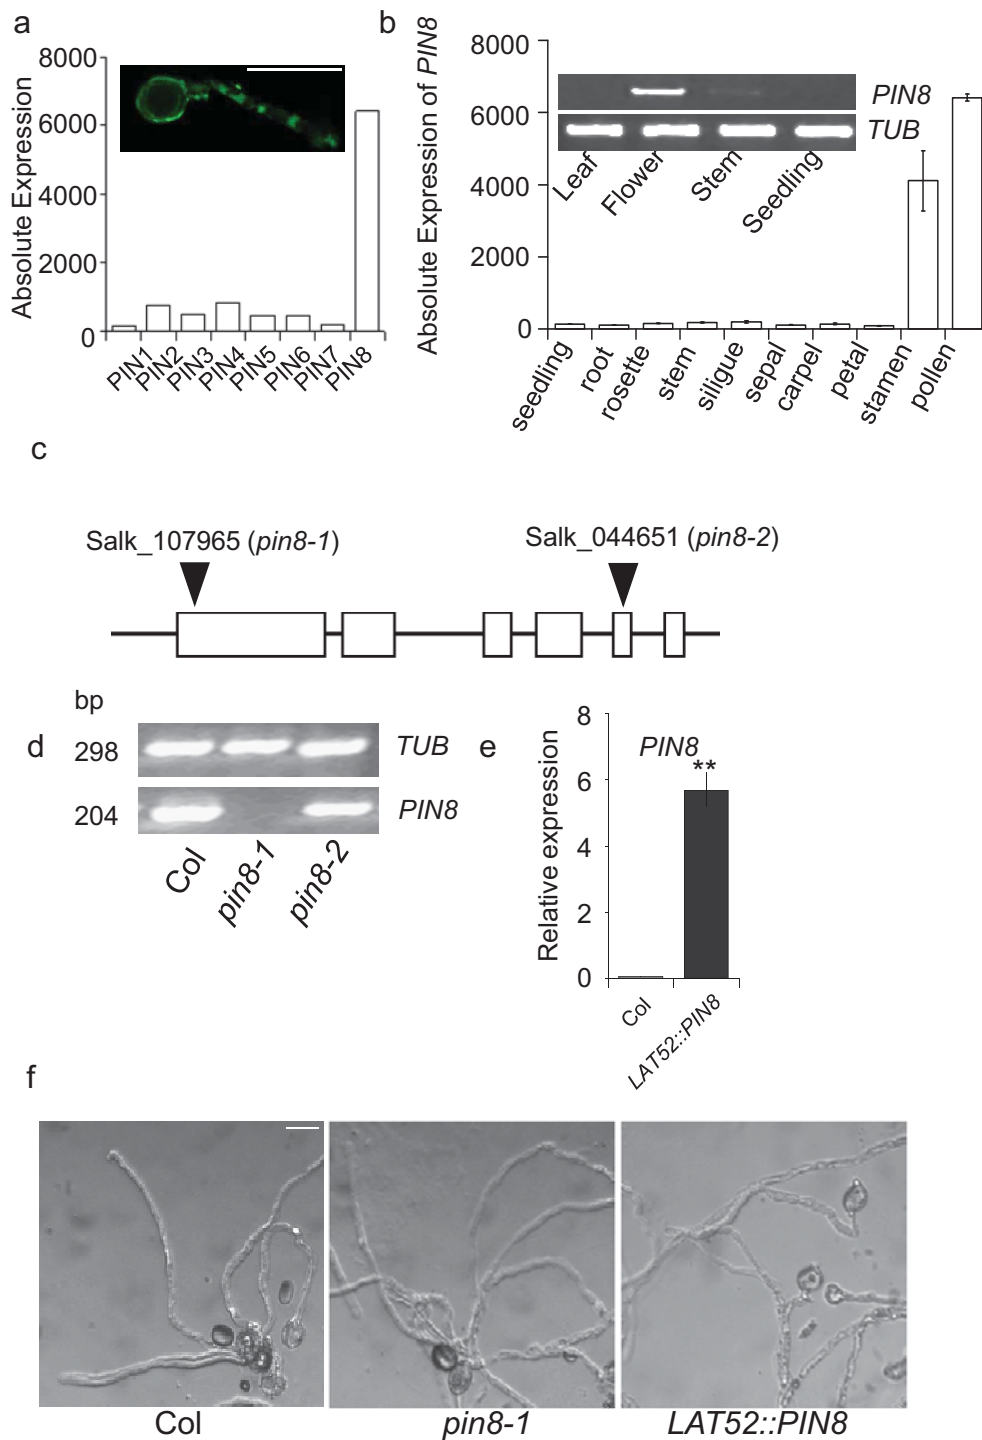 a
Absolute Expression
8000
6000
4000
2000
0
PIN1
PIN2
PIN3
PIN4
PIN5
PIN6
PIN7
PIN8
b
Absolute Expression of PIN8
8000
6000
4000
2000
0
PIN8
TUB
Leaf
Flower
Stem
Seedling
seedling
root
rosette
stem
siligue
sepal
carpel
petal
stamen
pollen
c
Salk_107965 (pin8-1)
Salk_044651 (pin8-2)
d
bp
298
TUB
204
PIN8
Col
pin8-1
pin8-2
e
Relative expression
8
6
4
2
0
PIN8
**
Col
LAT52::PIN8
f
Col
pin8-1
LAT52::PIN8